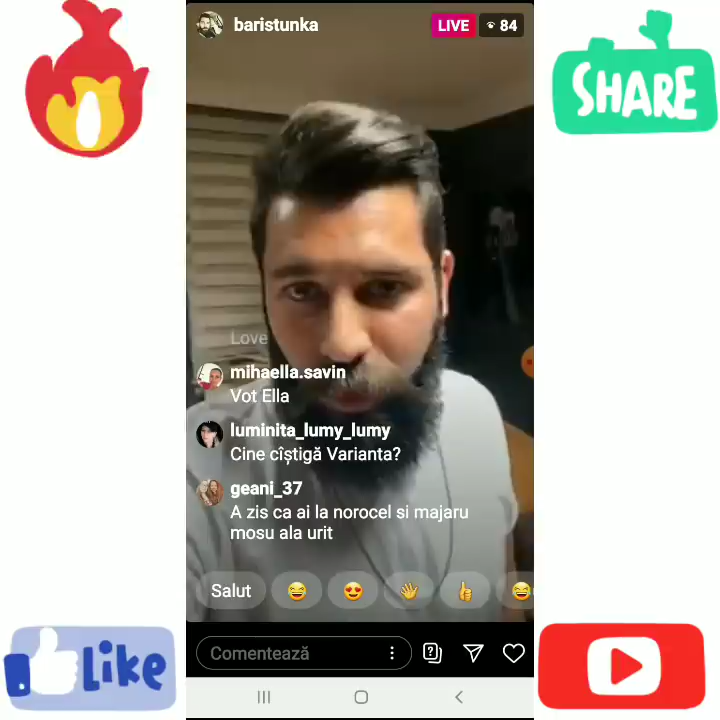 baristunka
LIVE
84
SHARE
Love
mihaella.savin
Vot Ella
luminita_lumy_lumy
Cine cîștigă Varianta?
geani_37
A zis ca ai la norocel si majaru
mosu ala urit
Salut
Comentează
Like